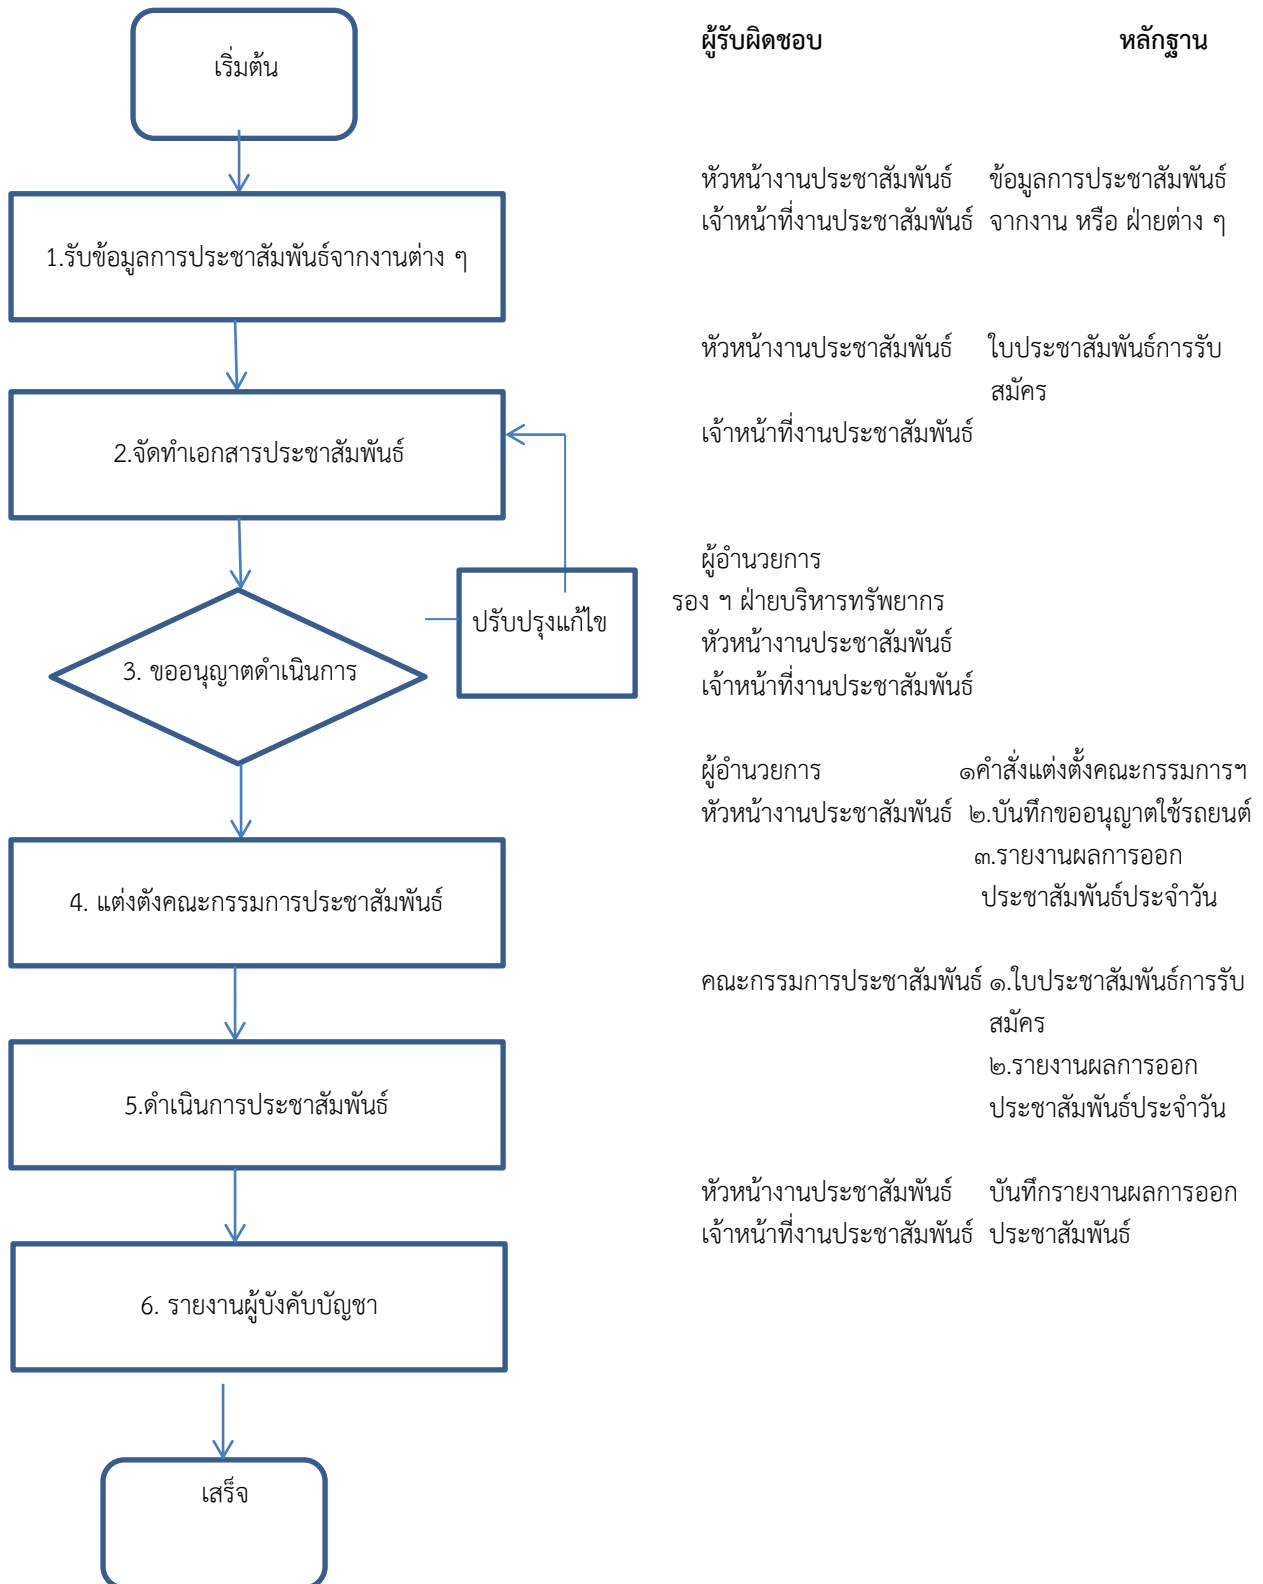 เริ่มต้น
ผู้รับผิดชอบ หลักฐาน
หัวหน้างานประชาสัมพันธ์ ข้อมูลการประชาสัมพันธ์
เจ้าหน้าที่งานประชาสัมพันธ์ จากงาน หรือ ฝ่ายต่าง ๆ
1.รับข้อมูลการประชาสัมพันธ์จากงานต่าง ๆ
หัวหน้างานประชาสัมพันธ์ ใบประชาสัมพันธ์การรับ
สมัคร
เจ้าหน้าที่งานประชาสัมพันธ์
2.จัดทำเอกสารประชาสัมพันธ์
ผู้อำนวยการ
รอง ฯ ฝ่ายบริหารทรัพยากร
หัวหน้างานประชาสัมพันธ์
เจ้าหน้าที่งานประชาสัมพันธ์
ปรับปรุงแก้ไข
3. ขออนุญาตดำเนินการ
ผู้อำนวยการ ๑คำสั่งแต่งตั้งคณะกรรมการฯ
หัวหน้างานประชาสัมพันธ์ ๒.บันทึกขออนุญาตใช้รถยนต์
๓.รายงานผลการออก
ประชาสัมพันธ์ประจำวัน
4. แต่งตังคณะกรรมการประชาสัมพันธ์
คณะกรรมการประชาสัมพันธ์ ๑.ใบประชาสัมพันธ์การรับ
สมัคร
๒.รายงานผลการออก
ประชาสัมพันธ์ประจำวัน
5.ดำเนินการประชาสัมพันธ์
หัวหน้างานประชาสัมพันธ์ บันทึกรายงานผลการออก
เจ้าหน้าที่งานประชาสัมพันธ์ ประชาสัมพันธ์
6. รายงานผู้บังคับบัญชา
เสร็จ